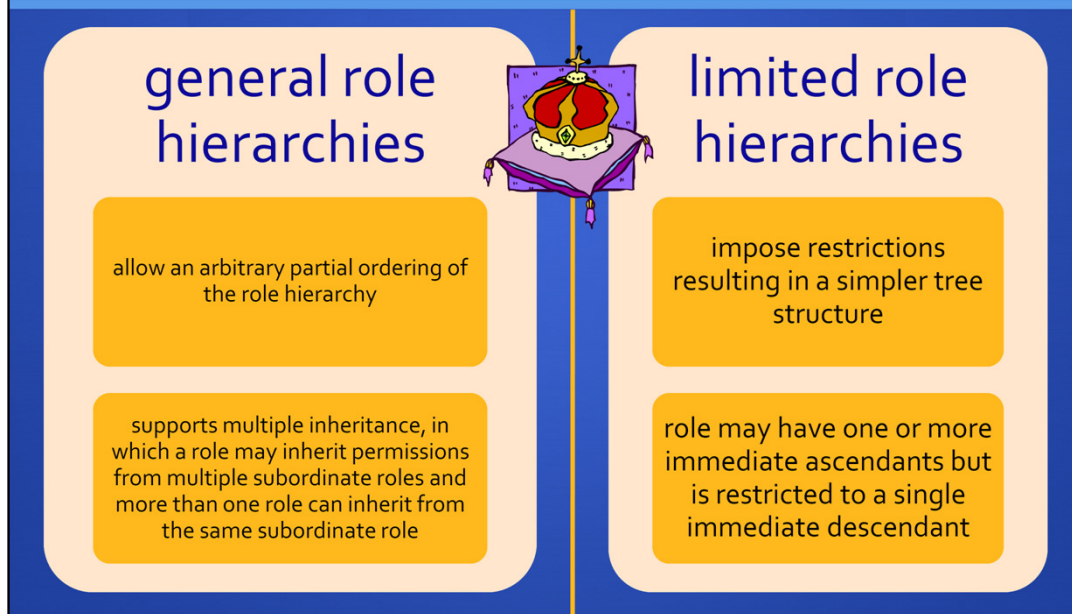 general role
hierarchies
allow an arbitrary partial ordering of
the role hierarchy
supports multiple inheritance, in
which a role may inherit permissions
from multiple subordinate roles and
more than one role can inherit from
the same subordinate role
limited role
hierarchies
impose restrictions
resulting in a simpler tree
structure
role may have one or more
immediate ascendants but
is restricted to a single
immediate descendant